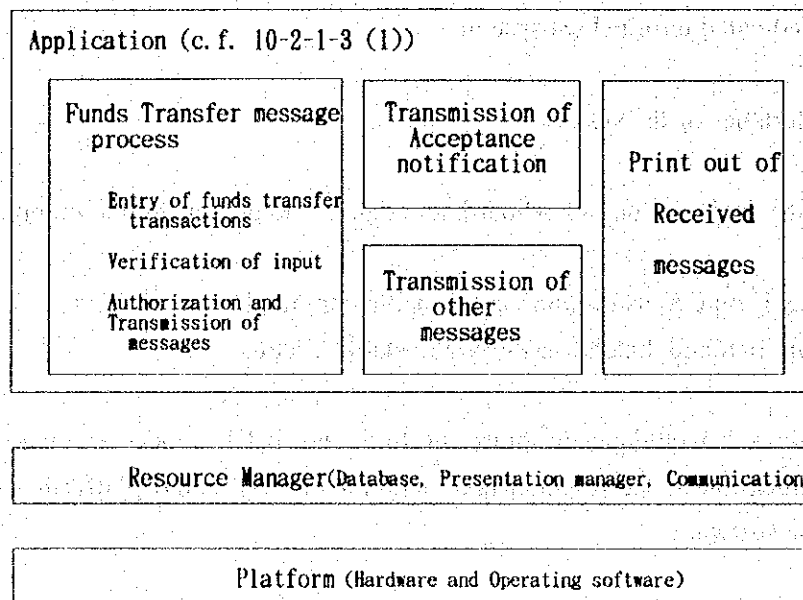 Application (c.f. 10-2-1-3 (1))
Funds Transfer message
process
Entry of funds transfer
transactions
Verification of input
Authorization and
Transmission of
messages
Transmission of
Acceptance
notification
Transmission of
other
messages
Print out of
Received
messages
Resource Manager(Database, Presentation manager, Communication
Platform (Hardware and Operating software)